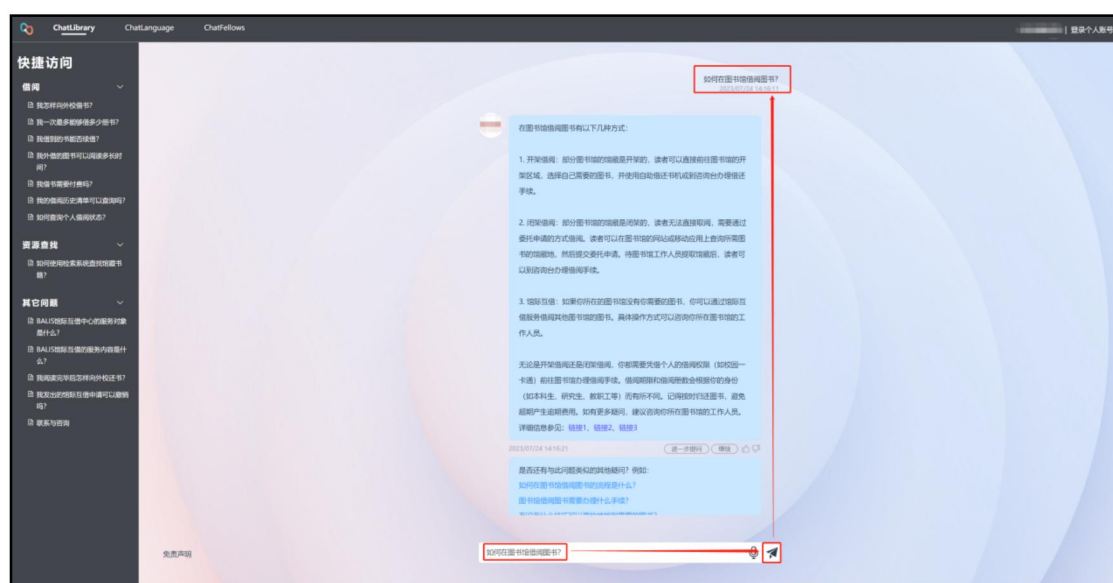 ChatLibrary
ChatLanguage
ChatFellows
| 登录个人账号
快捷访问
借阅
我怎样向外校借书?
我一次最多能够借多少册书?
我借到的书能否续借?
我外借的图书可以阅读多长时
间?
我借书需要付费吗?
我的借阅历史清单可以查询吗?
如何查询个人借阅状态?
资源查找
如何使用检索系统查找馆藏书
籍?
其它问题
BALIS馆际互借中心的服务对象
是什么?
BALIS馆际互借的服务内容是什
么?
我阅读完毕后怎样向外校还书?
我发出的馆际互借申请可以撤销
吗?
联系与咨询
如何在图书馆借阅图书?
2023/07/24 14:16:11
在图书馆借阅图书有以下几种方式:
1. 开架借阅: 部分图书馆的馆藏是开架的, 读者可以直接前往图书馆的开
架区域, 选择自己需要的图书, 并使用自助借还书机或到咨询台办理借还
手续。
2. 闭架借阅: 部分图书馆的馆藏是闭架的, 读者无法直接取阅, 需要通过
委托申请的方式借阅。读者可以在图书馆的网站或移动应用上查询所需图
书的馆藏地, 然后提交委托申请。待图书馆工作人员提取馆藏后, 读者可
以到咨询台办理借阅手续。
3. 馆际互借: 如果你所在的图书馆没有你需要的图书, 你可以通过馆际互
借服务借阅其他图书馆的图书。具体操作方式可以咨询你所在图书馆的工
作人员。
无论是开架借阅还是闭架借阅, 你都需要凭借个人的借阅权限 (如校园一
卡通) 前往图书馆办理借阅手续。借阅期限和借阅册数会根据你的身份
(如本科生、研究生、教职工等) 而有所不同。记得按时归还图书, 避免
超期产生逾期费用。如有更多疑问, 建议咨询你所在图书馆的工作人员。
详细信息参见: 链接1、链接2、链接3
2023/07/24 14:16:21
进一步提问
继续
是否还有与此问题类似的其他疑问? 例如:
如何在图书馆借阅图书的流程是什么?
图书馆借阅图书需要办理什么手续?
免责声明
如何在图书馆借阅图书?